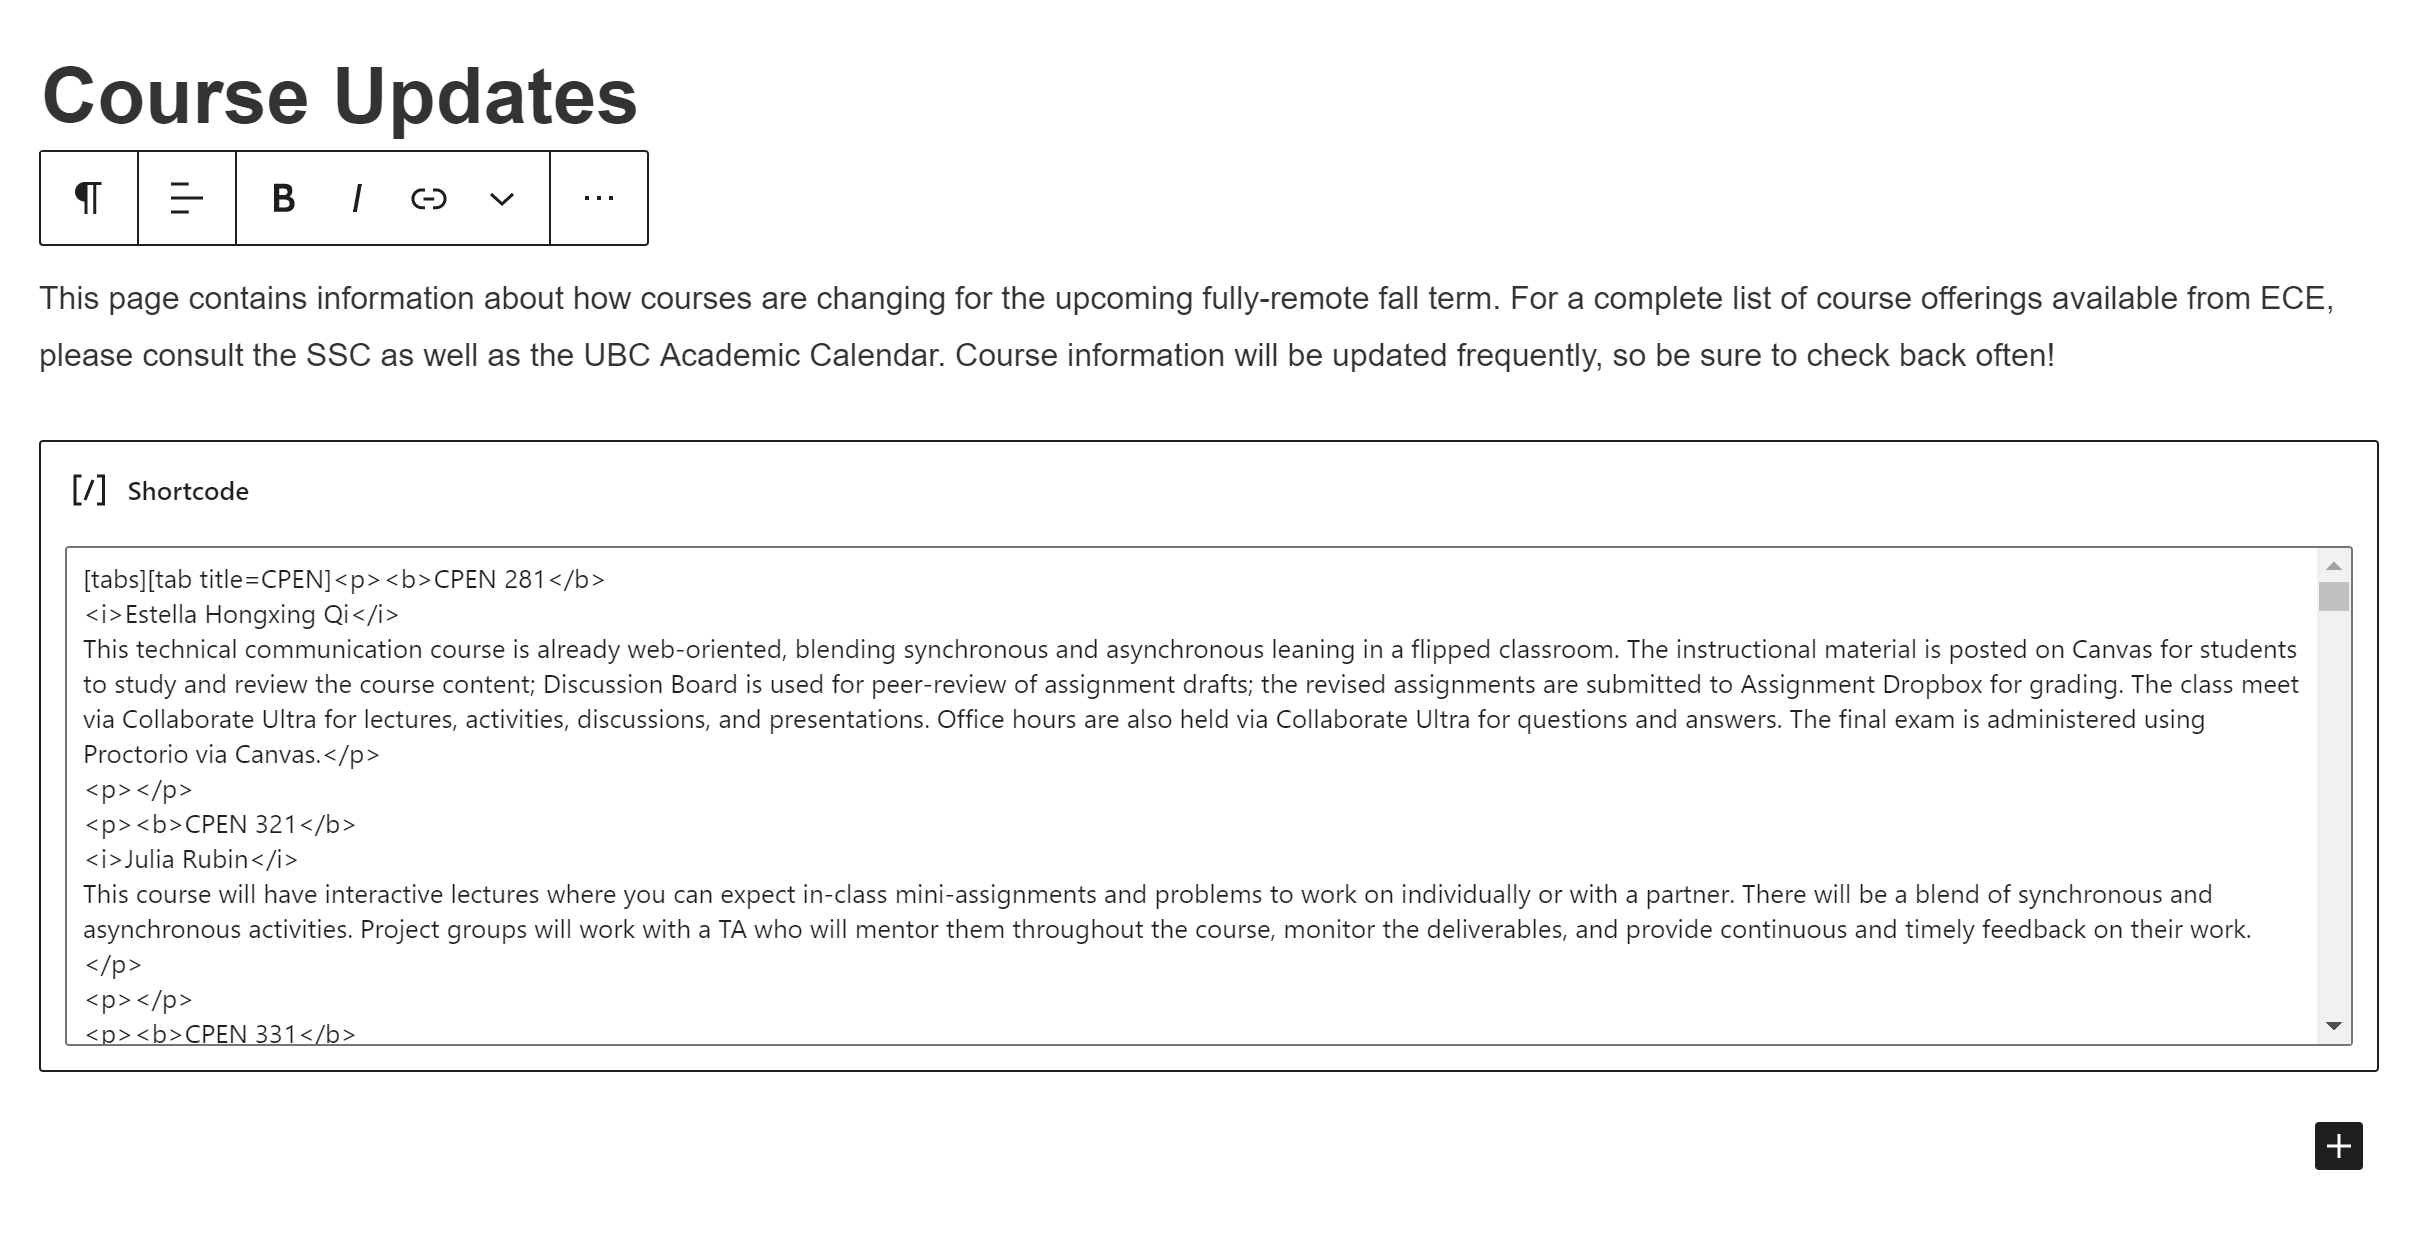 Course Updates
¶ B I ...
This page contains information about how courses are changing for the upcoming fully-remote fall term. For a complete list of course offerings available from ECE,
please consult the SSC as well as the UBC Academic Calendar. Course information will be updated frequently, so be sure to check back often!
[/] Shortcode
[tabs][tab title=CPEN]<p><b>CPEN 281</b>
<i>Estella Hongxing Qi</i>
This technical communication course is already web-oriented, blending synchronous and asynchronous leaning in a flipped classroom. The instructional material is posted on Canvas for students
to study and review the course content; Discussion Board is used for peer-review of assignment drafts; the revised assignments are submitted to Assignment Dropbox for grading. The class meet
via Collaborate Ultra for lectures, activities, discussions, and presentations. Office hours are also held via Collaborate Ultra for questions and answers. The final exam is administered using
Proctorio via Canvas.</p>
<p></p>
<p><b>CPEN 321</b>
<i>Julia Rubin</i>
This course will have interactive lectures where you can expect in-class mini-assignments and problems to work on individually or with a partner. There will be a blend of synchronous and
asynchronous activities. Project groups will work with a TA who will mentor them throughout the course, monitor the deliverables, and provide continuous and timely feedback on their work.
</p>
<p></p>
<p><b>CPEN 331</b>